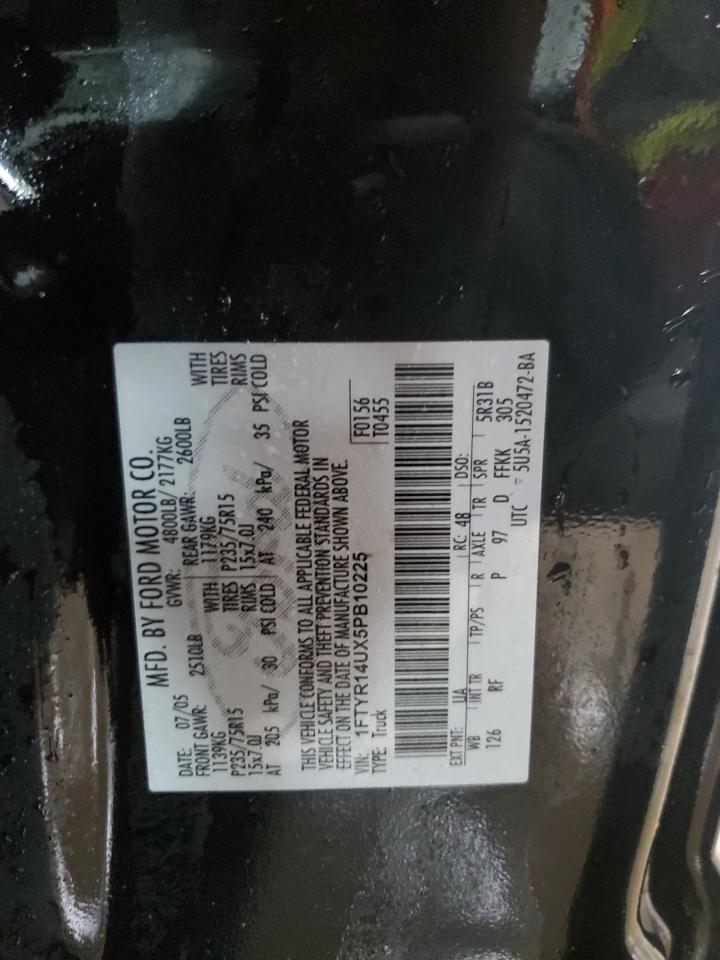 MFD. BY FORD MOTOR CO.
DATE: 07/05 GVWR: 4800LB/2177KG
FRONT GAWR: 2510LB REAR GAWR: 2600LB
1139KG WITH 1179KG WITH
P235/75R15 TIRES P235/75R15 TIRES
15x7.0J RIMS 15x7.0J RIMS
AT 205 kPa/ 30 PSI COLD AT 240 kPa/ 35 PSI COLD
THIS VEHICLE CONFORMS TO ALL APPLICABLE FEDERAL MOTOR
VEHICLE SAFETY AND THEFT PREVENTION STANDARDS IN
EFFECT ON THE DATE OF MANUFACTURE SHOWN ABOVE.
VIN: 1FTYR14UX5PB10225 F0156
TYPE: Truck T0455
EXT PNT: UA RC: 48 DSO:
WB INT TR TP/PS R AXLE TR SPR 5R31B
126 RF P 97 D FFKK 305
UTC ▽ 5U5A-1520472-BA